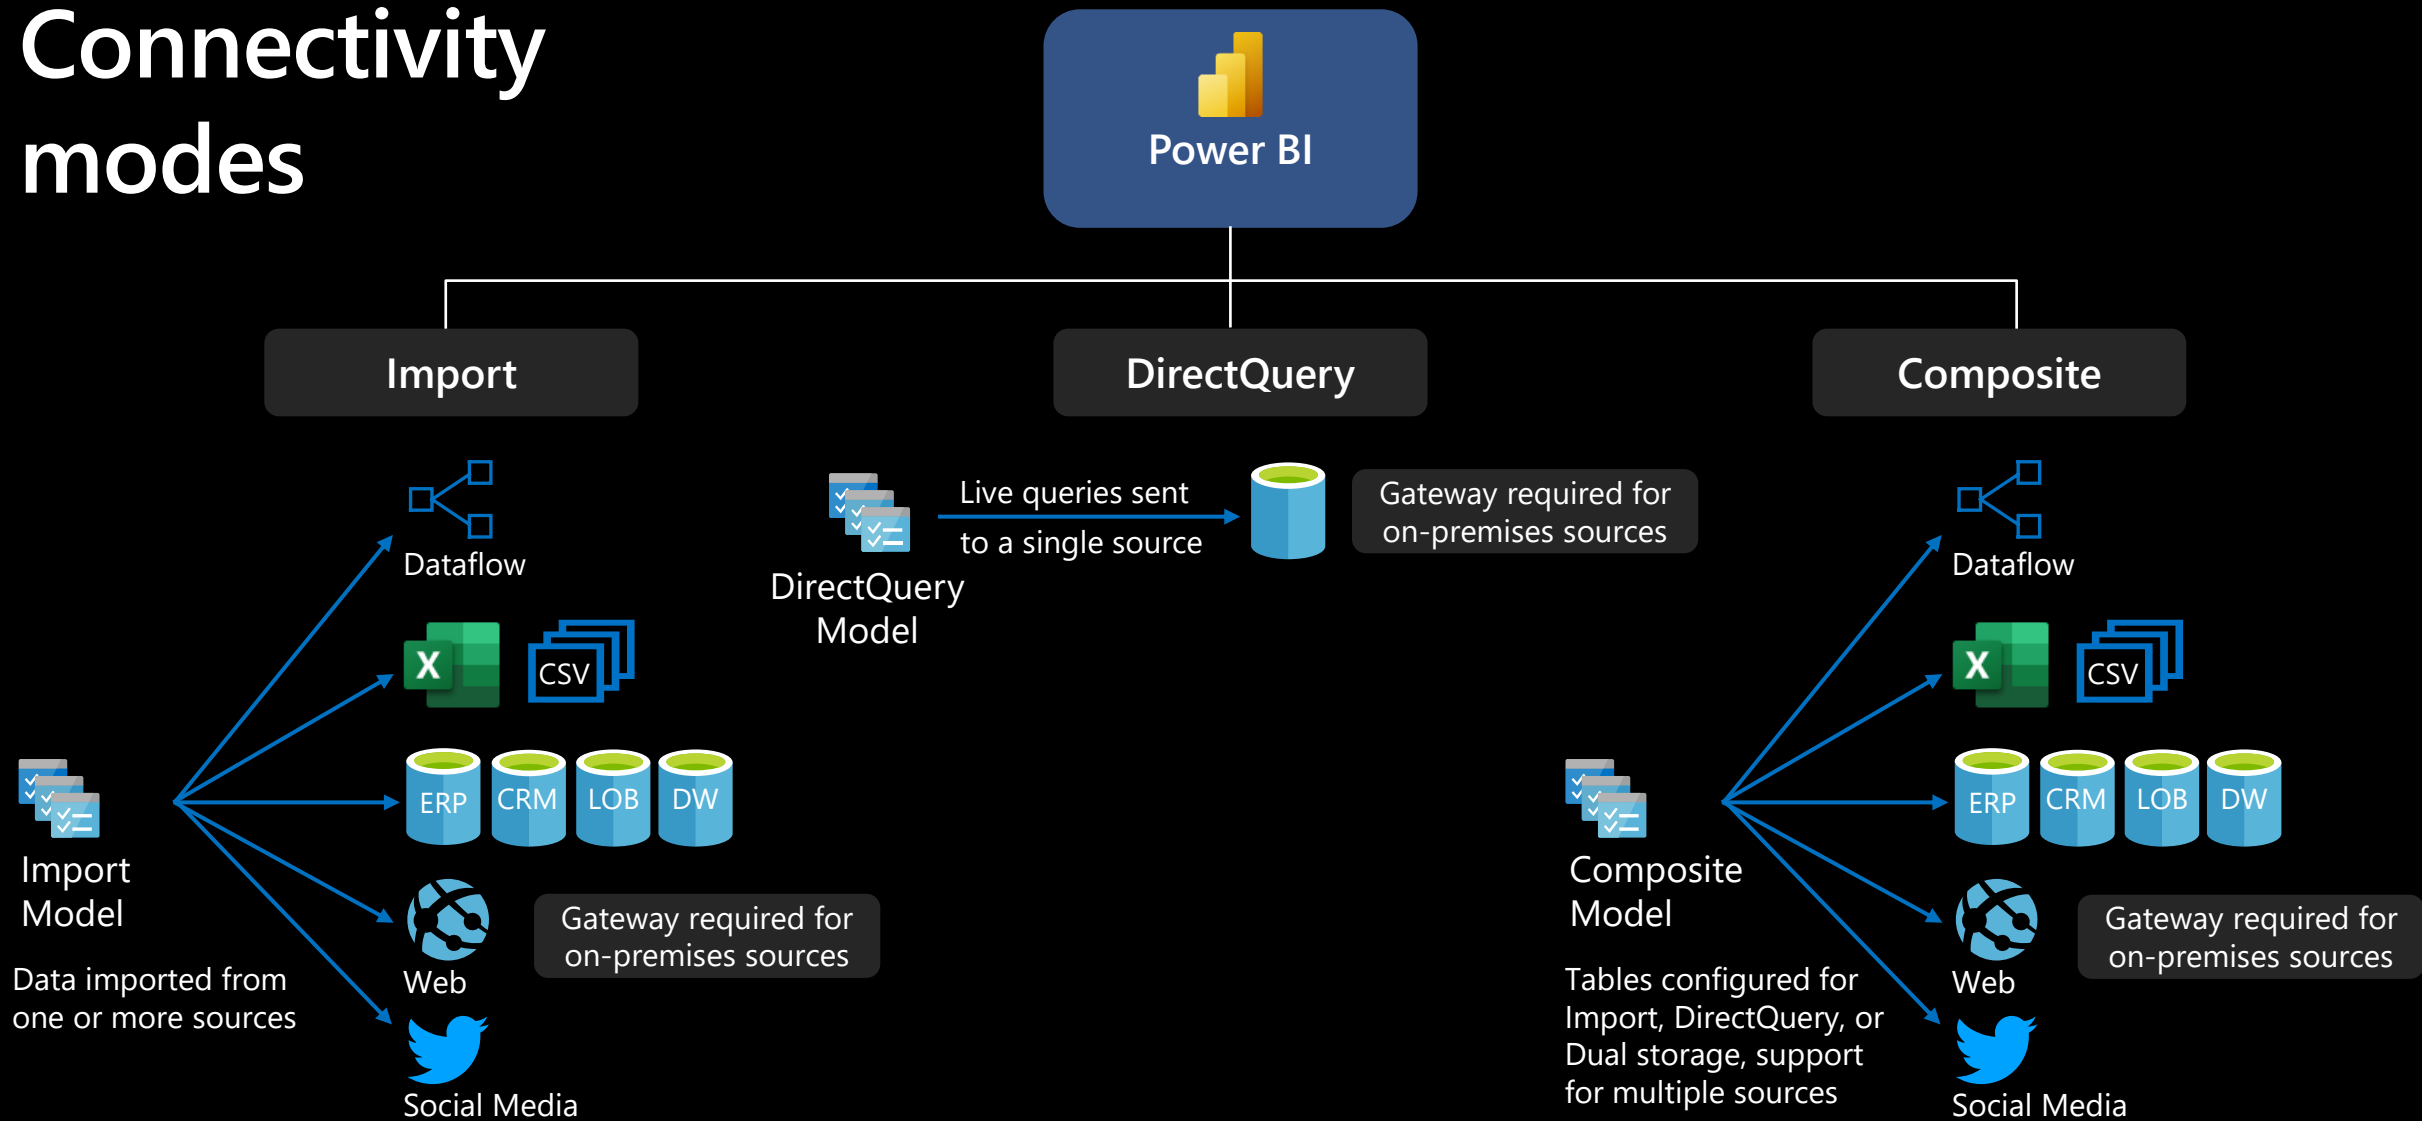 Connectivity
modes
Power BI
Import
DirectQuery
Composite
Dataflow
X
CSV
ERP
CRM
LOB
DW
Import
Model
Data imported from
one or more sources
Web
Gateway required for
on-premises sources
Social Media
DirectQuery
Model
Live queries sent
to a single source
Gateway required for
on-premises sources
Dataflow
X
CSV
ERP
CRM
LOB
DW
Composite
Model
Tables configured for
Import, DirectQuery, or
Dual storage, support
for multiple sources
Web
Gateway required for
on-premises sources
Social Media